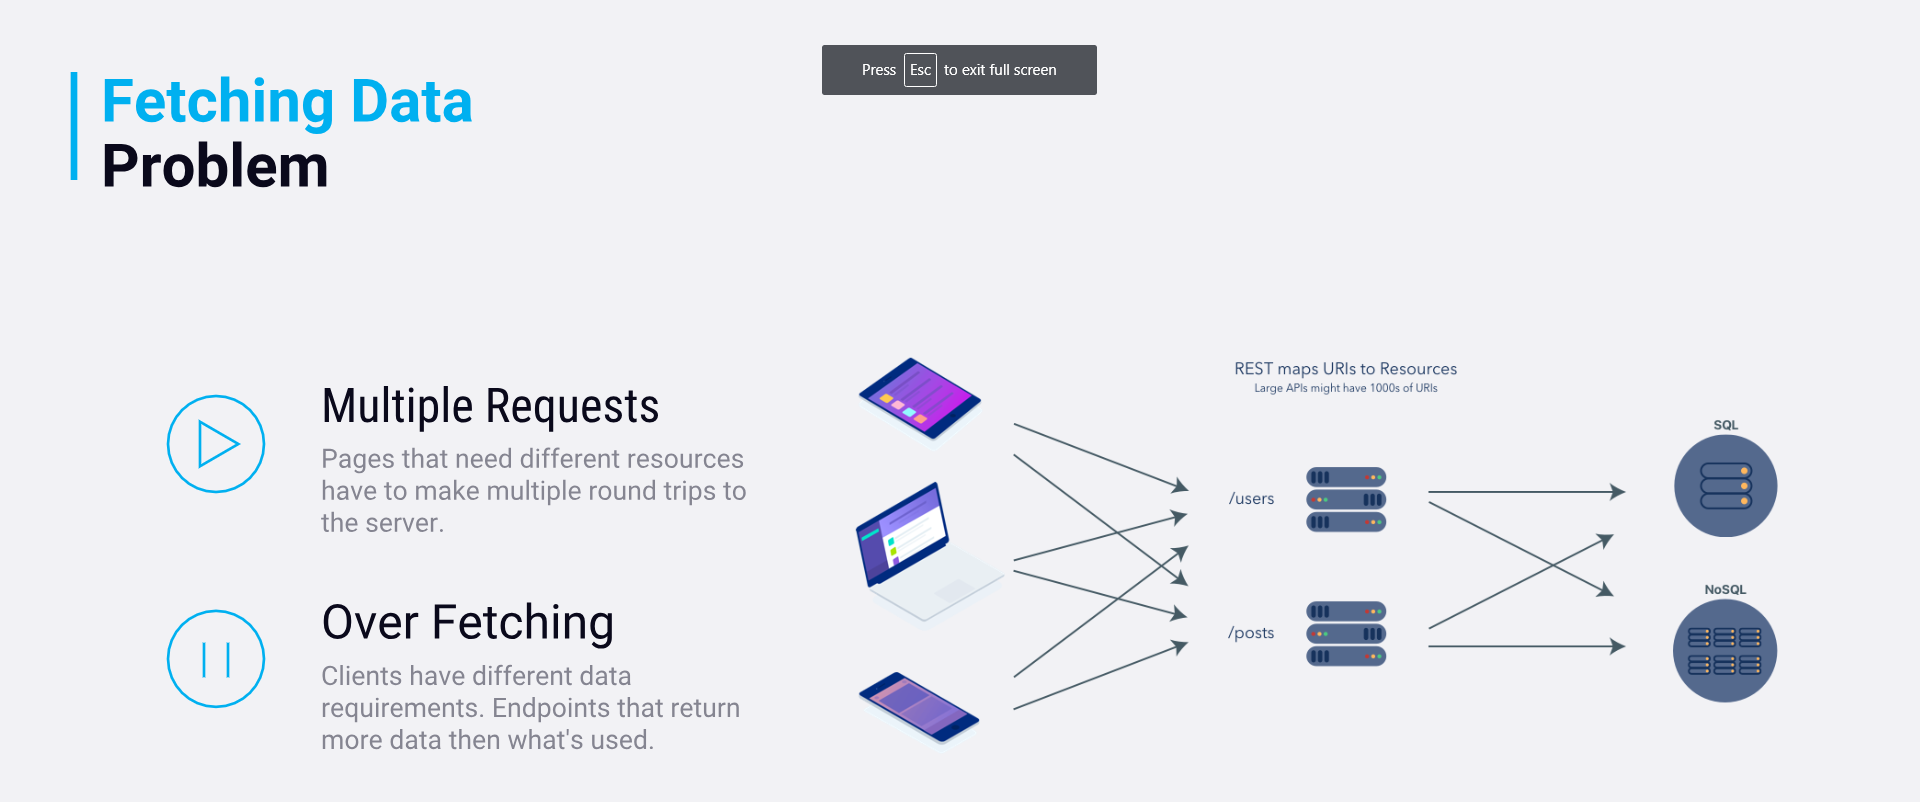 Press Esc to exit full screen
Fetching Data
Problem
Multiple Requests
Pages that need different resources
have to make multiple round trips to
the server.
Over Fetching
Clients have different data
requirements. Endpoints that return
more data then what's used.
REST maps URIs to Resources
Large APIs might have 1000s of URIs
/users
/posts
SQL
NoSQL